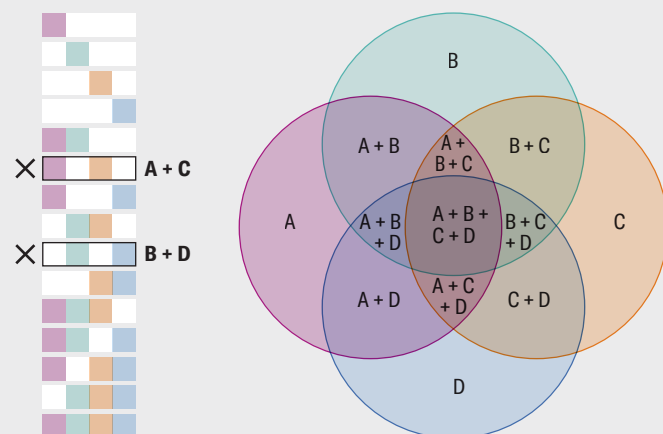 A + C
B + D
B
A + B
A +
B + C
B + C
A
A + B
+ D
A + B +
C + D
B + C
+ D
C
A + D
A + C
+ D
C + D
D